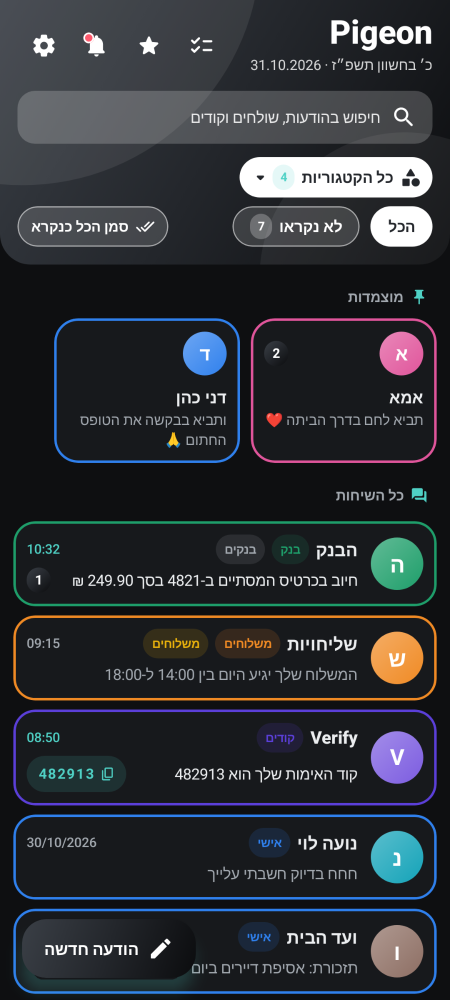 Pigeon
כ׳ בחשוון תשפ״ז · 31.10.2026
חיפוש בהודעות, שולחים וקודים
כל הקטגוריות 4
הכל
לא נקראו 7
סמן הכל כנקרא
מוצמדות
א
2
אמא
תביא לחם בדרך הביתה ❤️
ד
דני כהן
ותביא בבקשה את הטופס
החתום 🙏
כל השיחות
ה
הבנק בנק בנקים 10:32
חיוב בכרטיס המסתיים ב-4821 בסך 249.90 ₪ 1
ש
שליחויות משלוחים משלוחים 09:15
המשלוח שלך יגיע היום בין 14:00 ל-18:00
V
Verify קודים 08:50
קוד האימות שלך הוא 482913 482913
נ
נועה לוי אישי 30/10/2026
חחח בדיוק חשבתי עלייך
ו
ועד הבית אישי
תזכורת: אסיפת דיירים ביום
הודעה חדשה